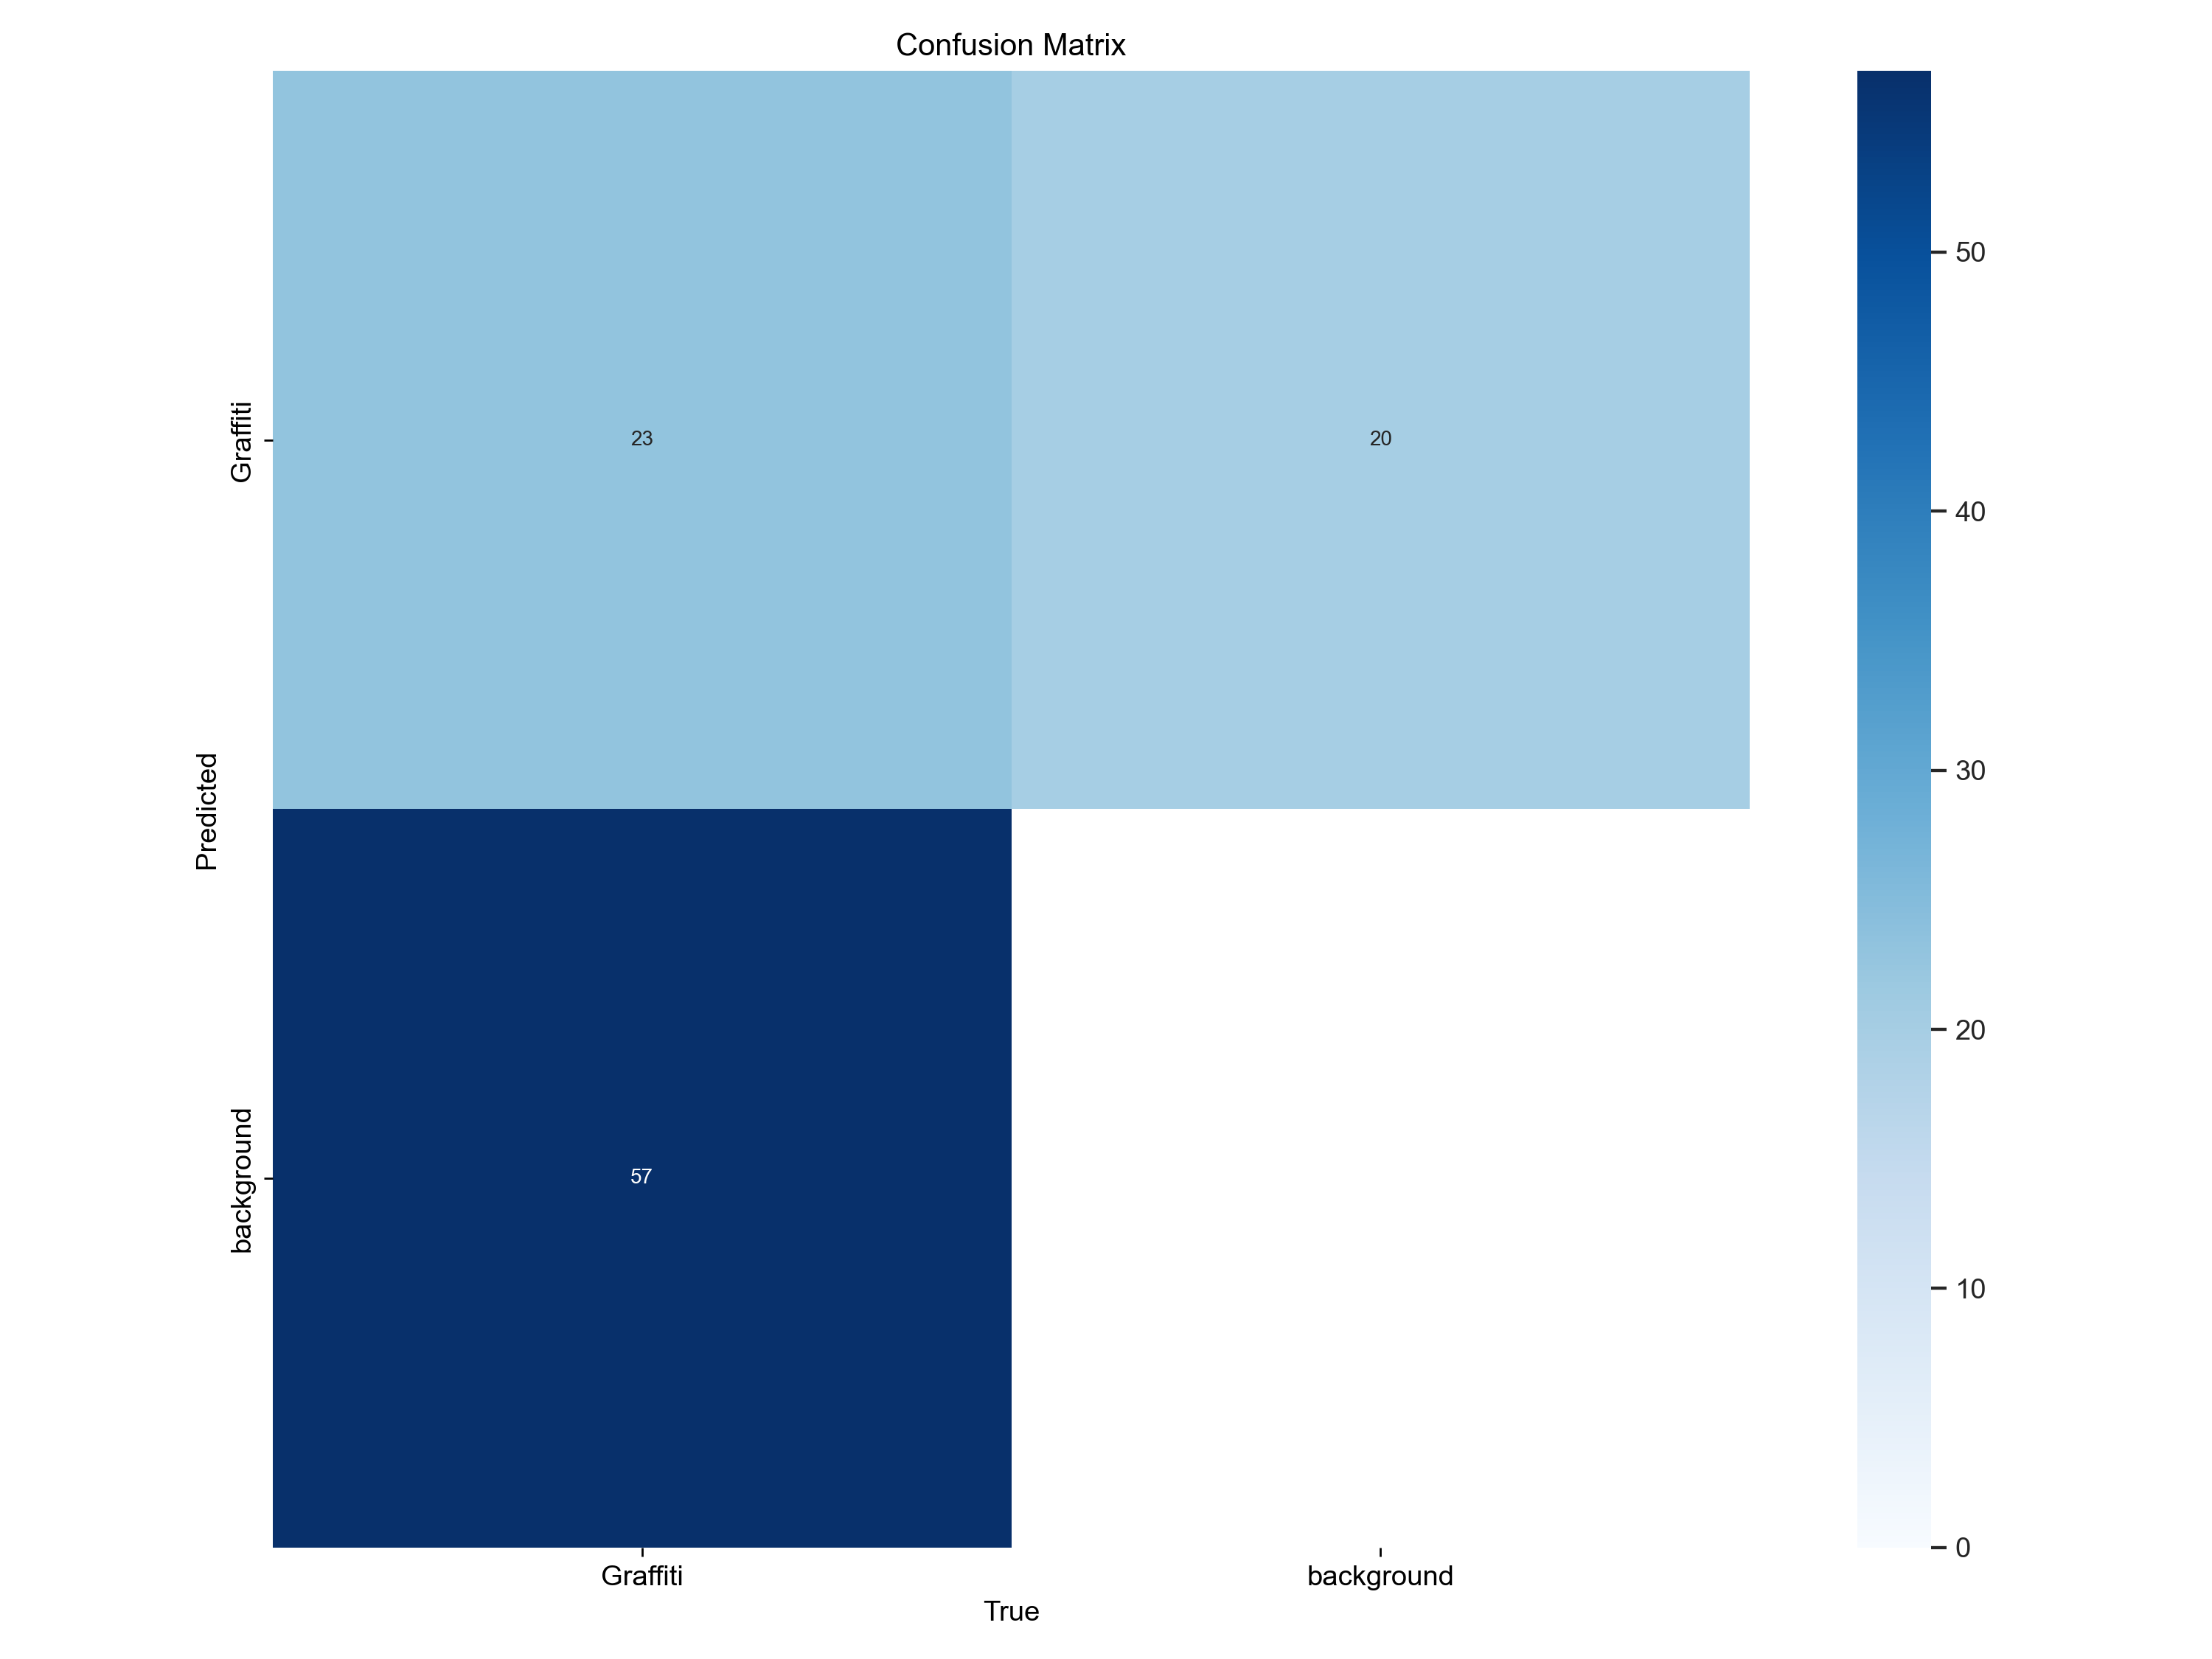 Confusion Matrix
Graffiti
23
20
50
40
30
20
10
0
Predicted
background
57
Graffiti
background
True